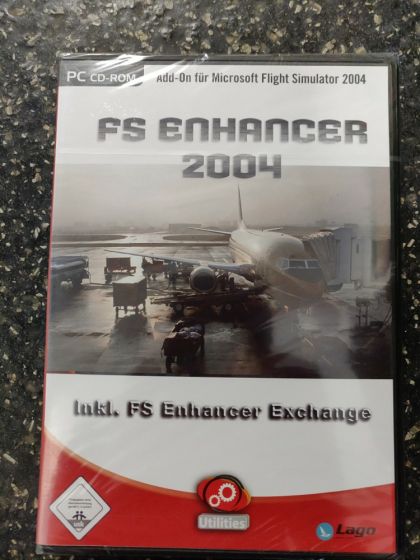 PC CD-ROM
Add-On für Microsoft Flight Simulator 2004
FS ENHANCER
2004
Inkl. FS Enhancer Exchange
usk
Utilities
Lago